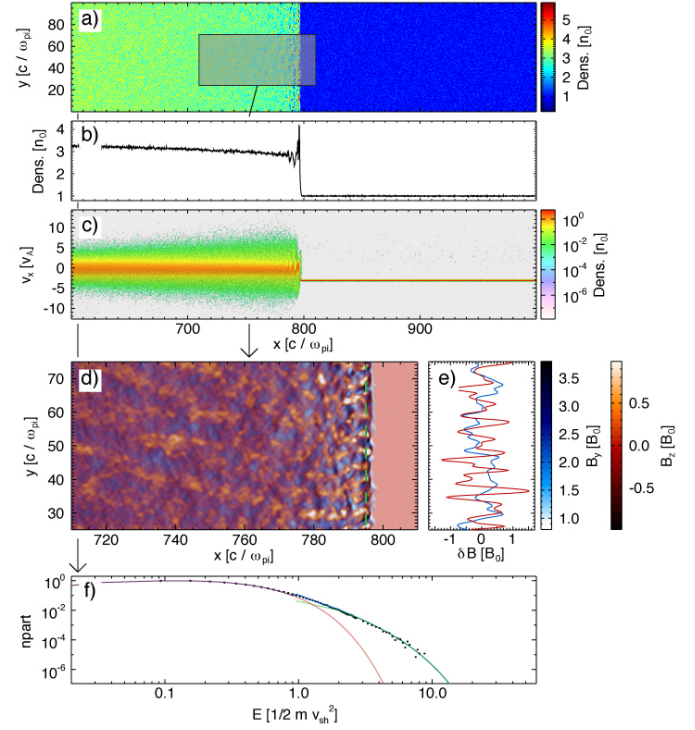 a)
y [c / ω_pi]
80
60
40
20
Dens. [n_0]
5
4
3
2
1
b)
Dens. [n_0]
4
3
2
1
c)
v_x [v_A]
10
5
0
-5
-10
Dens. [n_0]
10^0
10^-2
10^-4
10^-6
700 800 900
x [c / ω_pi]
d)
y [c / ω_pi]
70
60
50
40
30
720 740 760 780 800
x [c / ω_pi]
e)
-1 0 1
δB [B_0]
3.5
3.0
2.5
2.0
1.5
1.0
B_y [B_0]
0.5
0.0
-0.5
B_z [B_0]
f)
npart
10^0
10^-2
10^-4
10^-6
0.1 1.0 10.0
E [1/2 m v_sh^2]